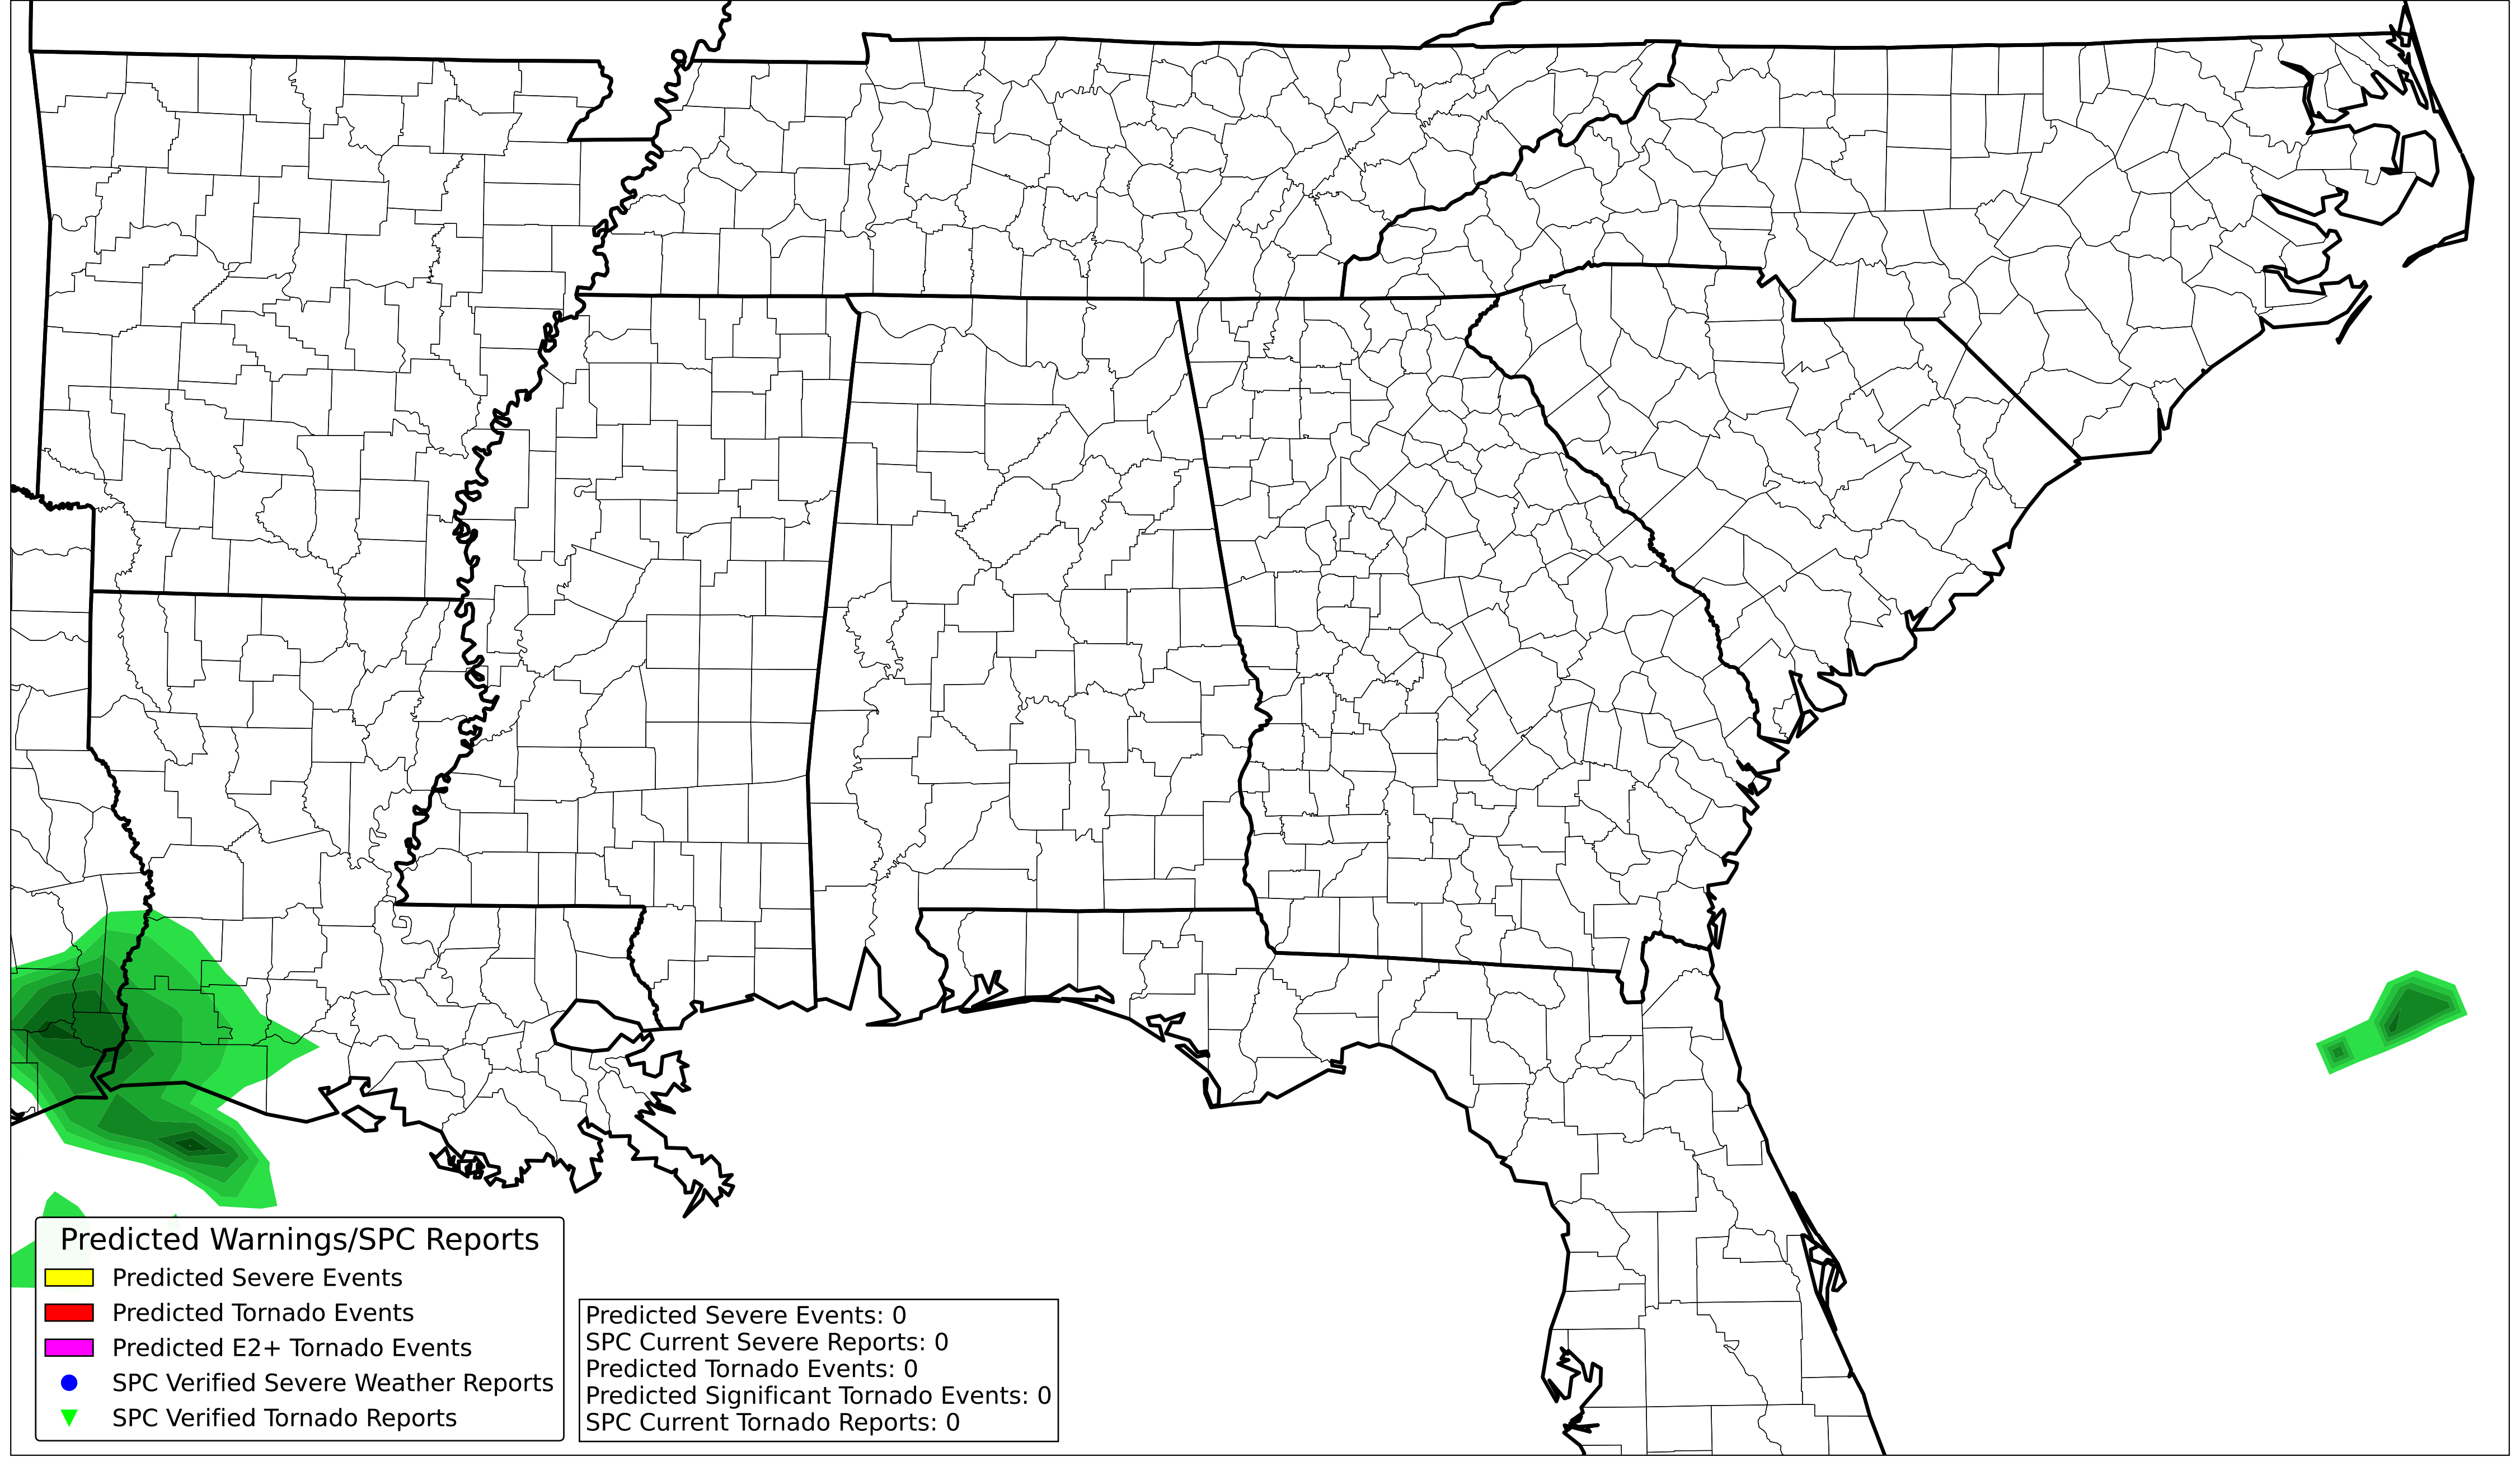 Predicted Warnings/SPC Reports
Predicted Severe Events
Predicted Tornado Events
Predicted E2+ Tornado Events
SPC Verified Severe Weather Reports
SPC Verified Tornado Reports
Predicted Severe Events: 0
SPC Current Severe Reports: 0
Predicted Tornado Events: 0
Predicted Significant Tornado Events: 0
SPC Current Tornado Reports: 0